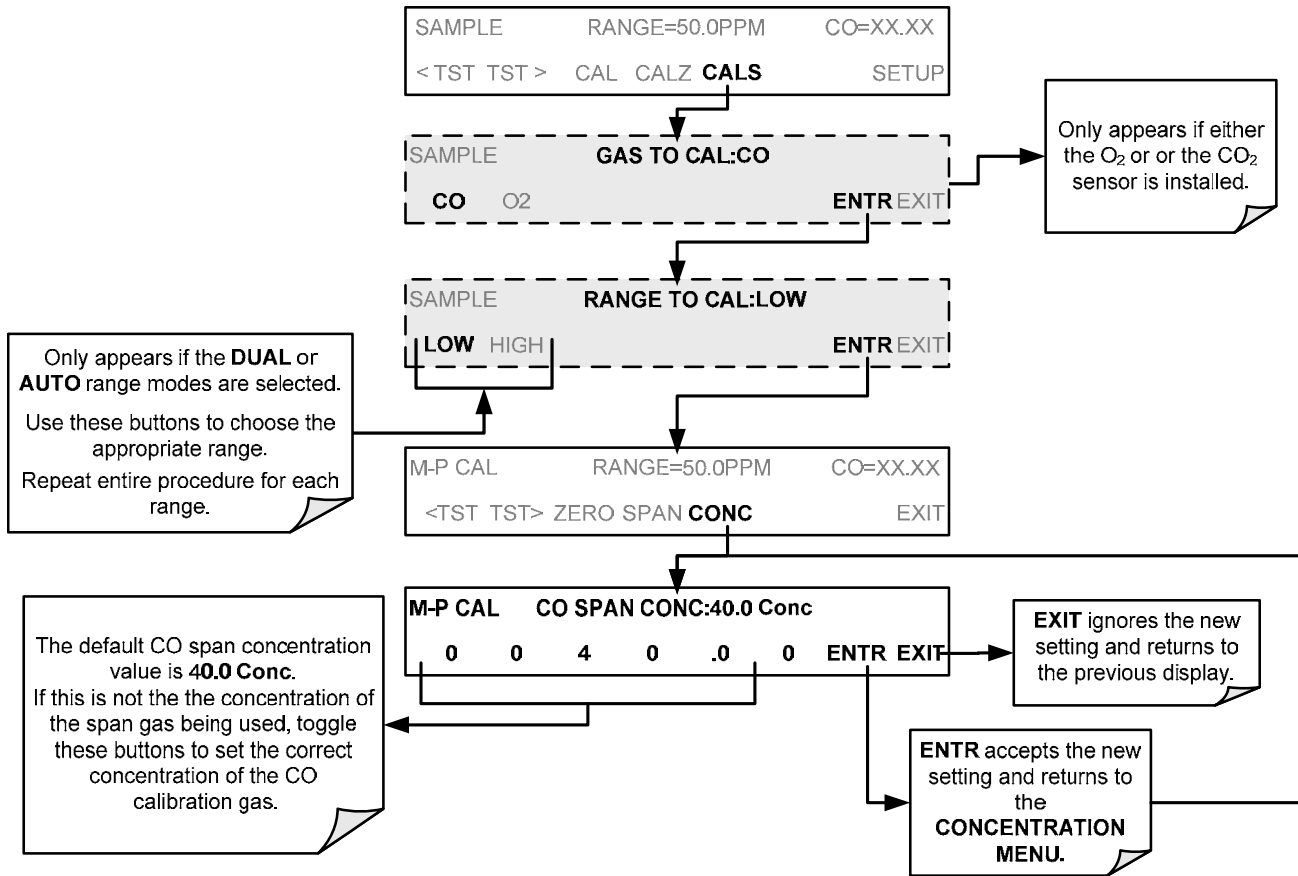 SAMPLE RANGE=50.0PPM CO=XX.XX
< TST TST > CAL CALZ CALS SETUP
SAMPLE GAS TO CAL:CO
CO O2 ENTR EXIT
Only appears if either
the O₂ or or the CO₂
sensor is installed.
SAMPLE RANGE TO CAL:LOW
LOW HIGH ENTR EXIT
Only appears if the DUAL or
AUTO range modes are selected.
Use these buttons to choose the
appropriate range.
Repeat entire procedure for each
range.
M-P CAL RANGE=50.0PPM CO=XX.XX
<TST TST> ZERO SPAN CONC EXIT
M-P CAL CO SPAN CONC:40.0 Conc
0 0 4 0 .0 0 ENTR EXIT
The default CO span concentration
value is 40.0 Conc.
If this is not the the concentration of
the span gas being used, toggle
these buttons to set the correct
concentration of the CO
calibration gas.
EXIT ignores the new
setting and returns to
the previous display.
ENTR accepts the new
setting and returns to
the
CONCENTRATION
MENU.